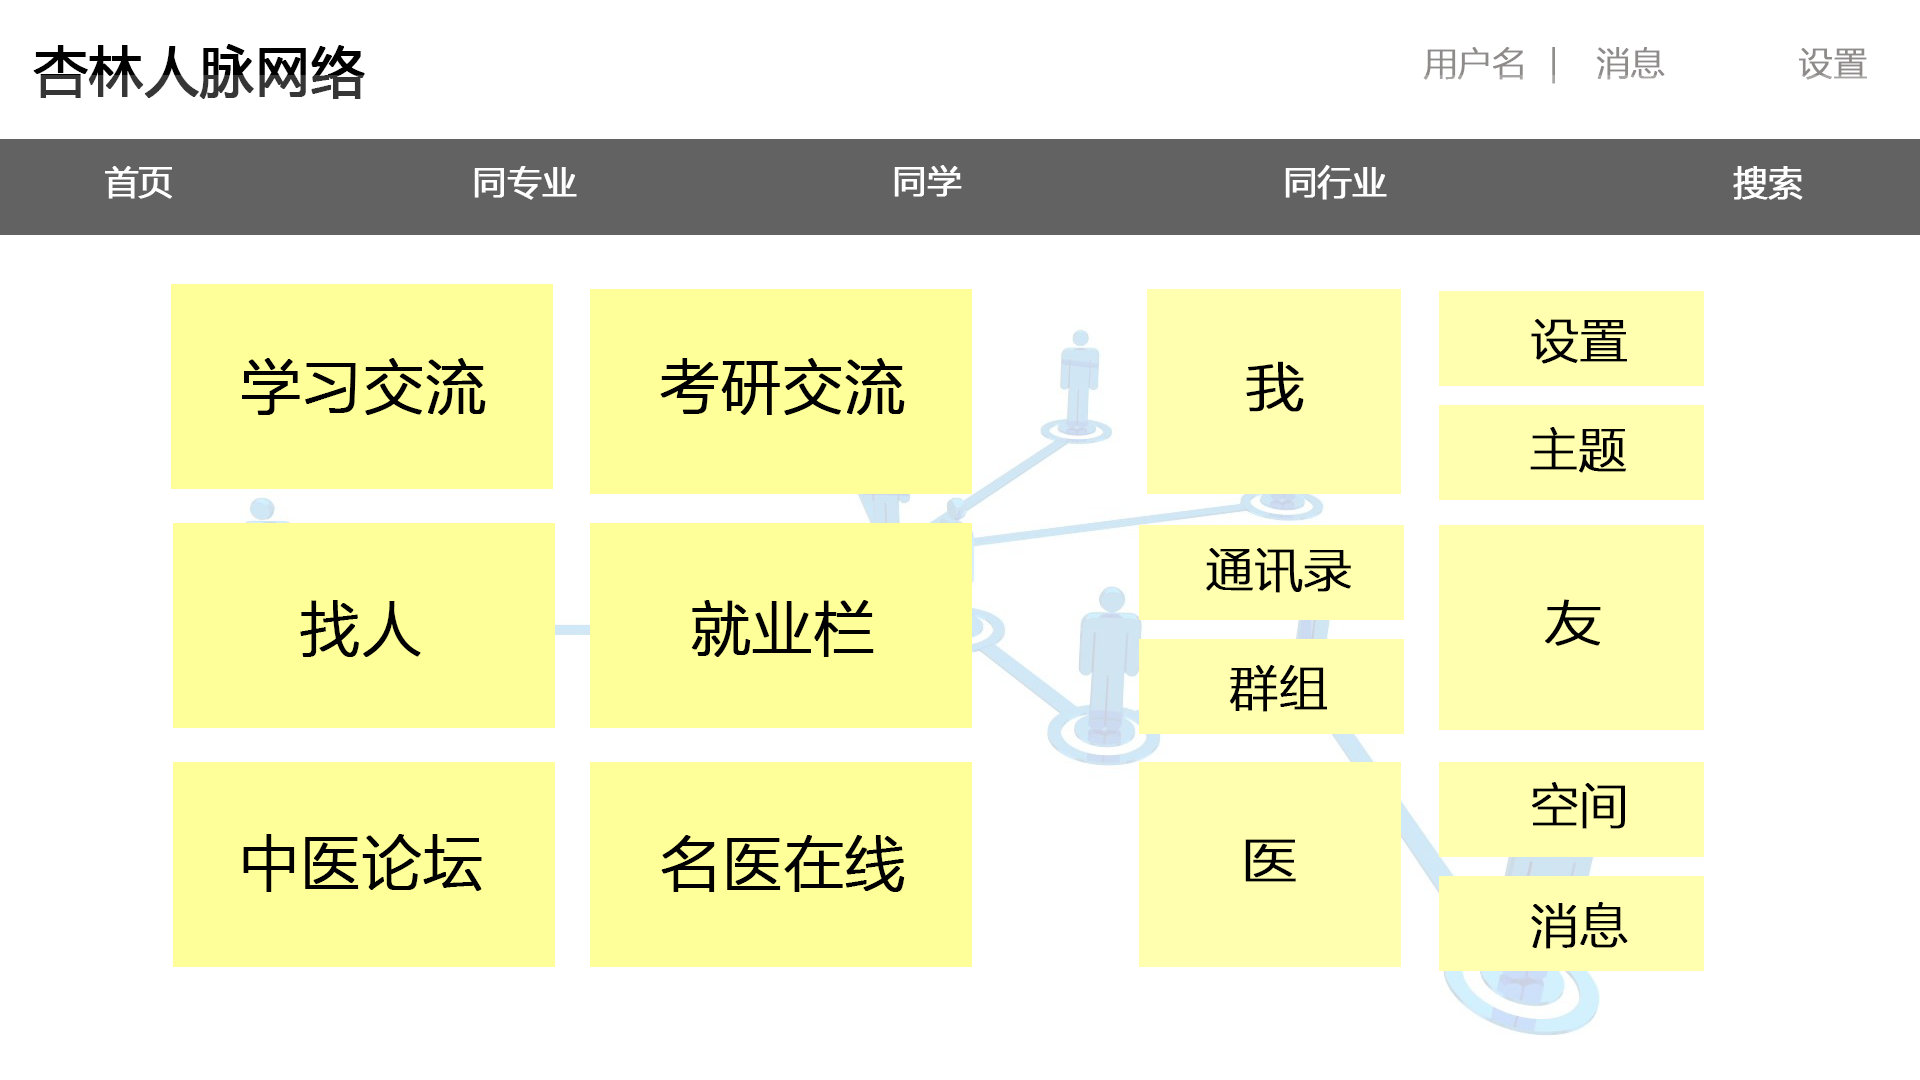 杏林人脉网络
用户名 | 消息 设置
首页 同专业 同学 同行业 搜索
学习交流 考研交流 我 设置
主题
找人 就业栏 通讯录 友
群组
中医论坛 名医在线 医 空间
消息